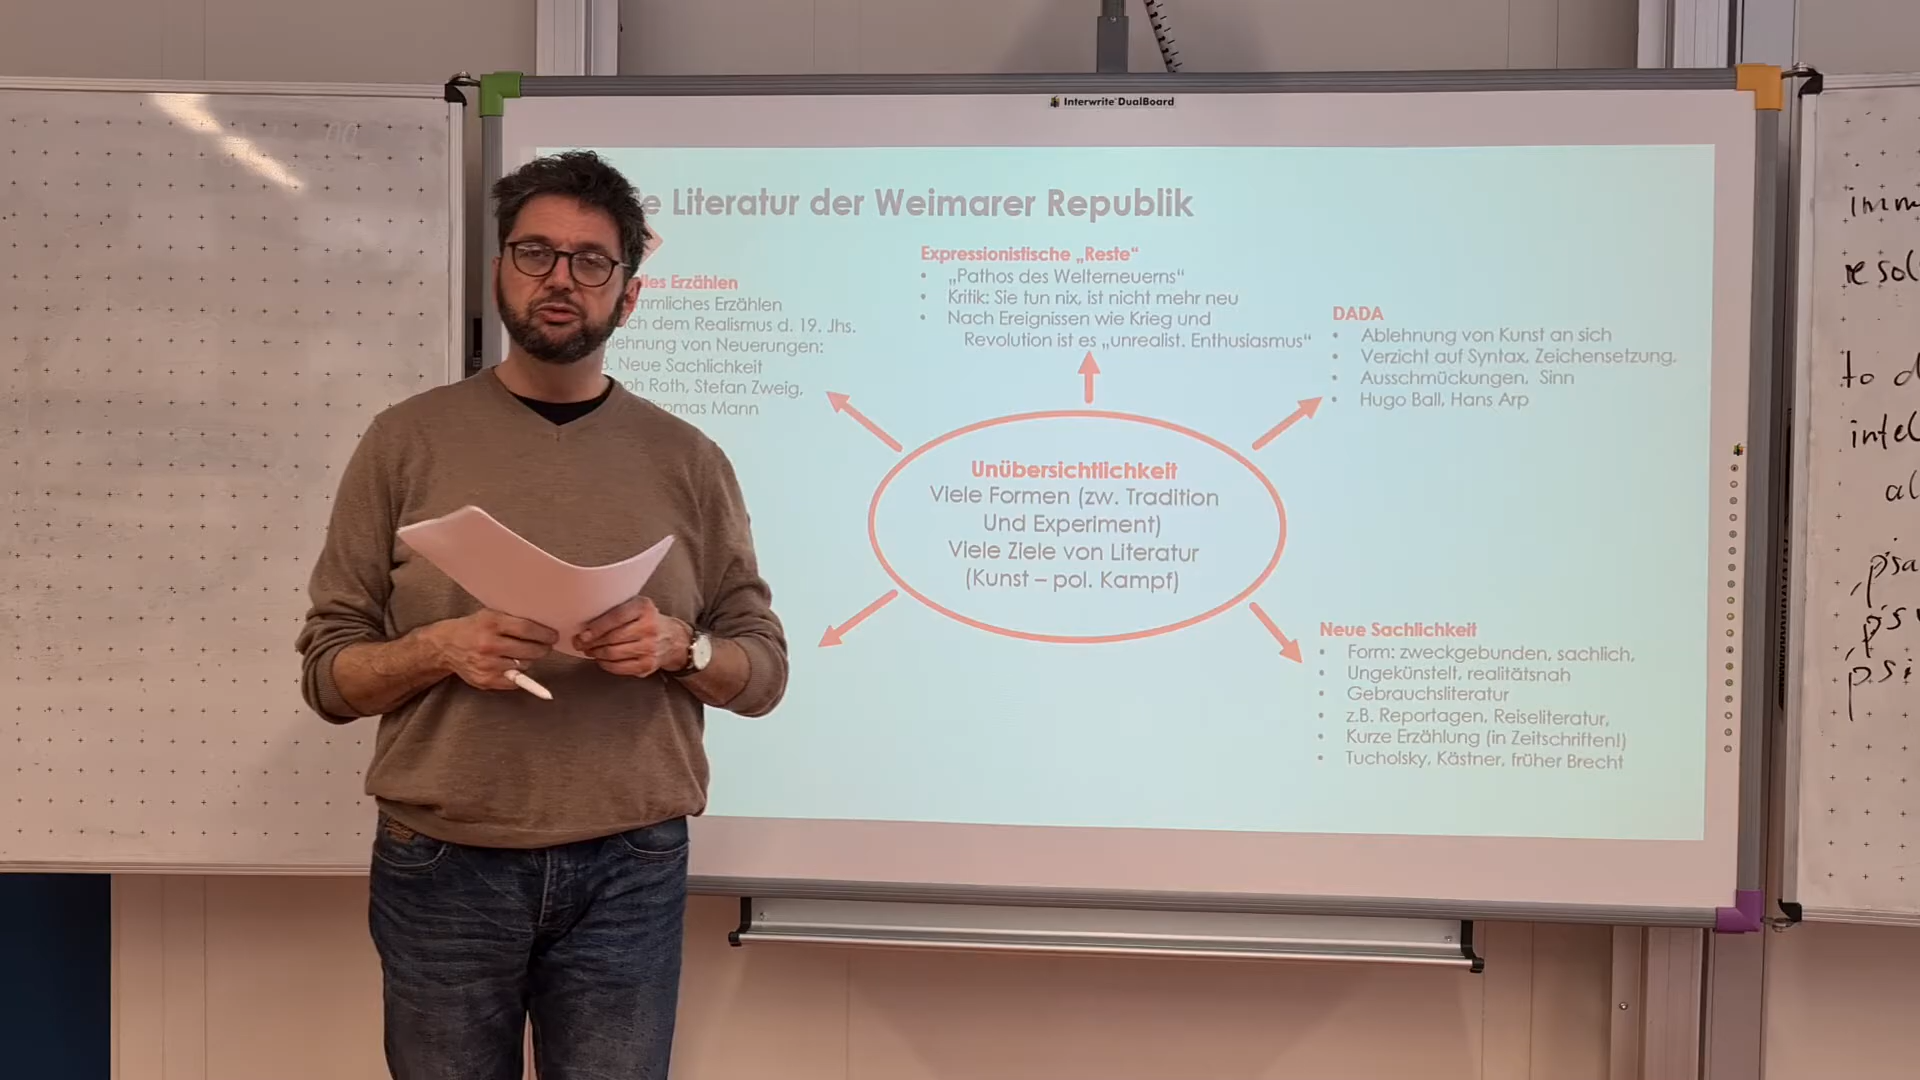 Interwrite DualBoard
Literatur der Weimarer Republik
Erzählen
Erzählen
dem Realismus d. 19. Jhs.
von Neuerungen:
Neue Sachlichkeit
Roth, Stefan Zweig,
Mann
Expressionistische „Reste“
• „Pathos des Welterneuerns“
• Kritik: Sie tun nix, ist nicht mehr neu
• Nach Ereignissen wie Krieg und
Revolution ist es „unrealist. Enthusiasmus“
DADA
• Ablehnung von Kunst an sich
• Verzicht auf Syntax, Zeichensetzung,
• Ausschmückungen, Sinn
• Hugo Ball, Hans Arp
Unübersichtlichkeit
Viele Formen (zw. Tradition
Und Experiment)
Viele Ziele von Literatur
(Kunst – pol. Kampf)
Neue Sachlichkeit
• Form: zweckgebunden, sachlich,
• Ungekünstelt, realitätsnah
• Gebrauchsliteratur
• z.B. Reportagen, Reiseliteratur,
• Kurze Erzählung (in Zeitschriften!)
• Tucholsky, Kästner, früher Brecht
to